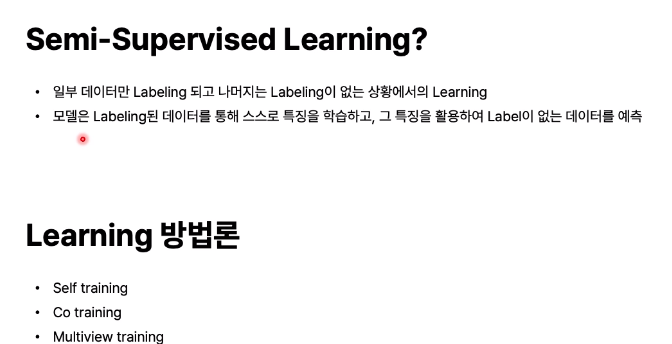 Semi-Supervised Learning?
• 일부 데이터만 Labeling 되고 나머지는 Labeling이 없는 상황에서의 Learning
• 모델은 Labeling된 데이터를 통해 스스로 특징을 학습하고, 그 특징을 활용하여 Label이 없는 데이터를 예측
Learning 방법론
• Self training
• Co training
• Multiview training